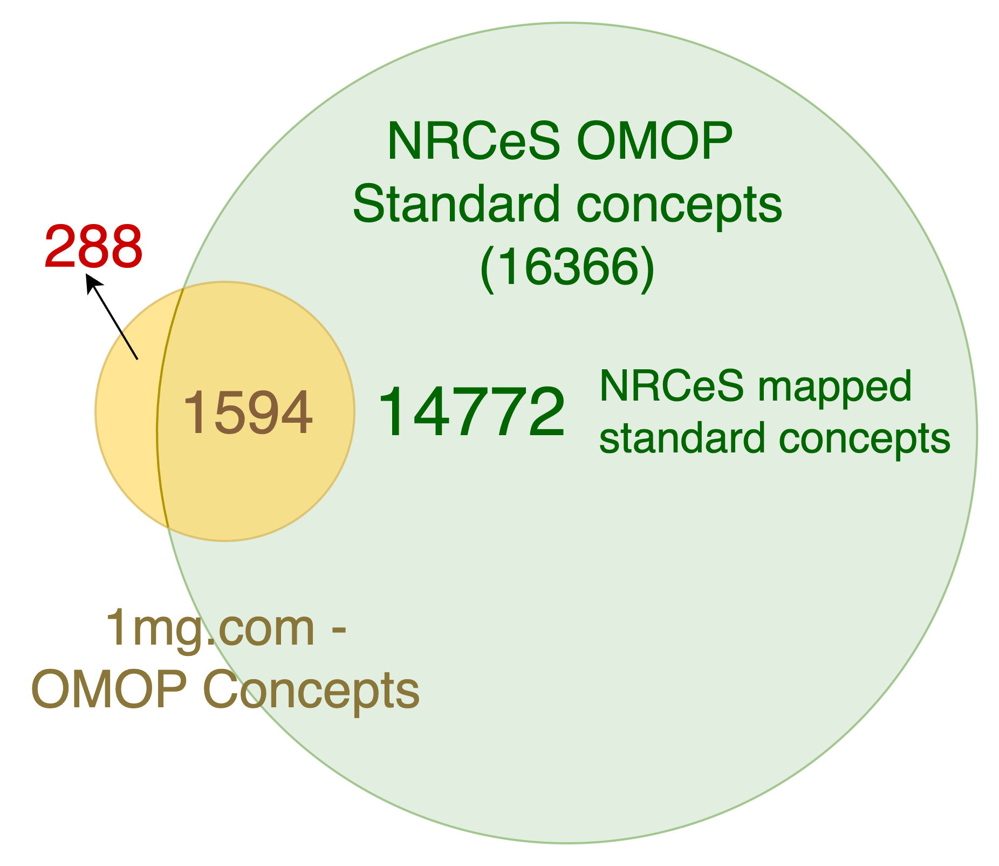 NRCeS OMOP
Standard concepts
(16366)
288
1594
14772
NRCeS mapped
standard concepts
1mg.com -
OMOP Concepts